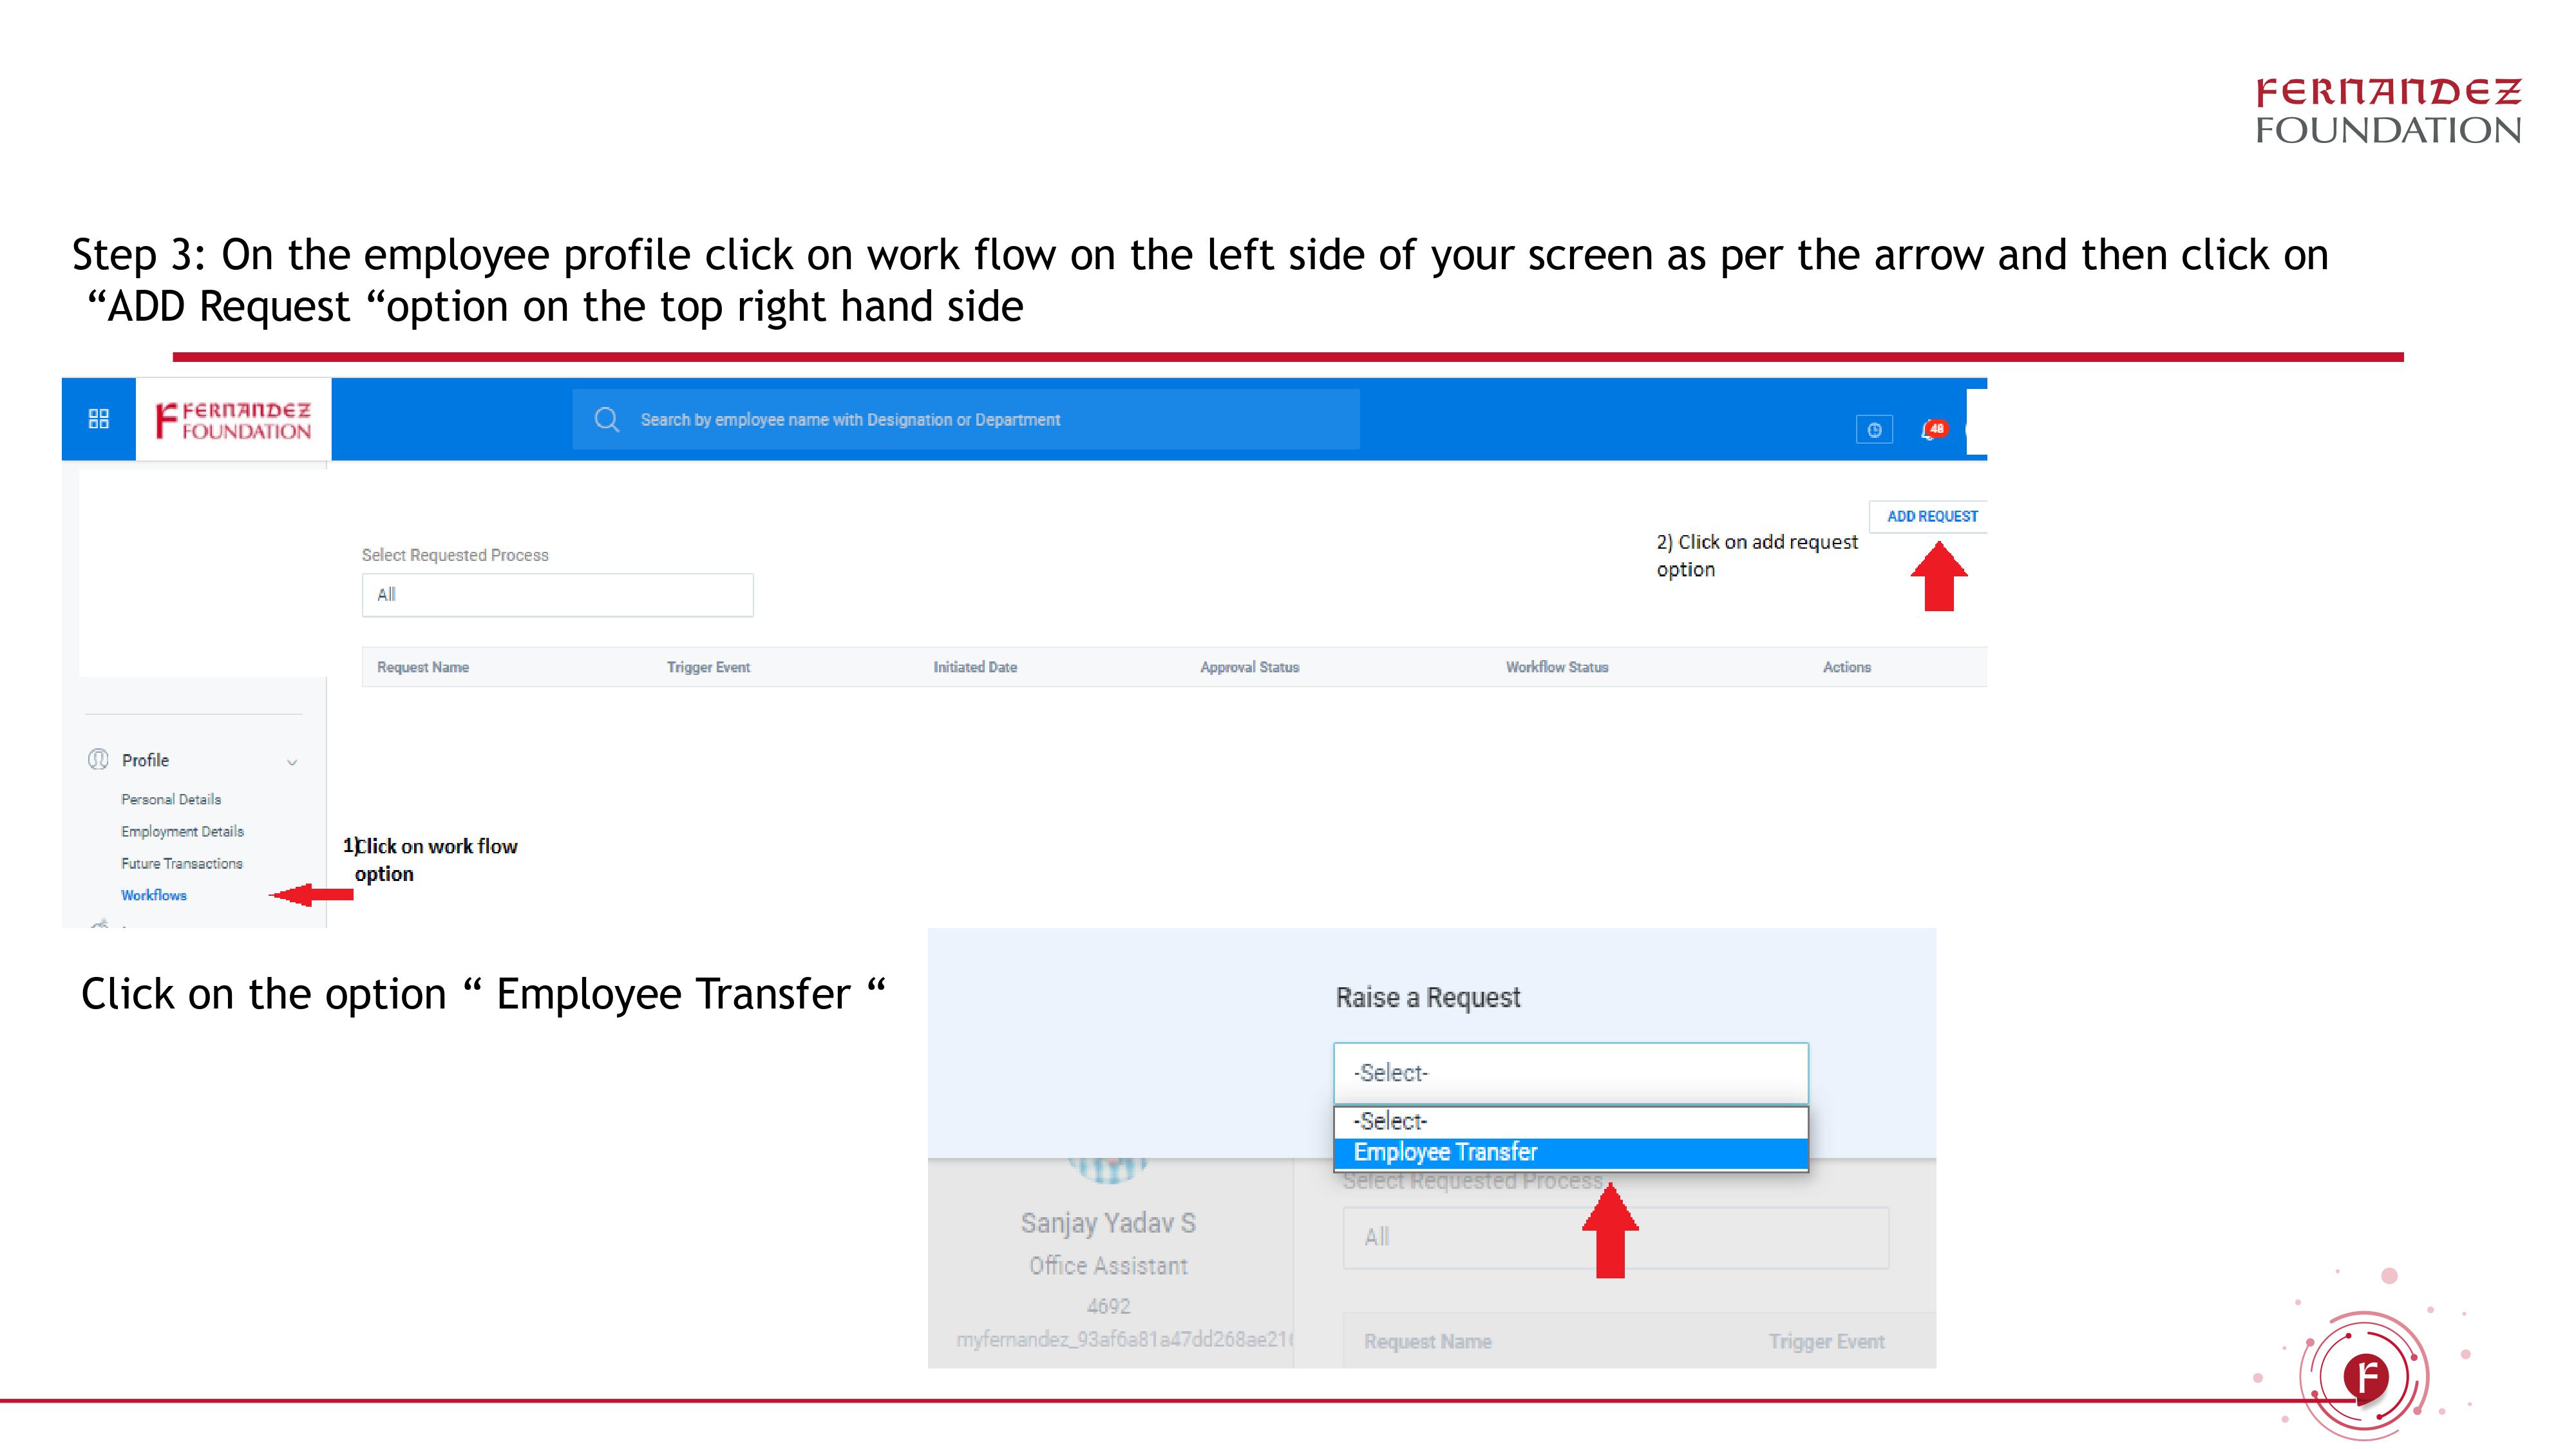 FERNANDEZ
FOUNDATION
Step 3: On the employee profile click on work flow on the left side of your screen as per the arrow and then click on
“ADD Request “option on the top right hand side
FERNANDEZ
FOUNDATION
Search by employee name with Designation or Department
48
ADD REQUEST
2) Click on add request
option
Select Requested Process
All
Request Name Trigger Event Initiated Date Approval Status Workflow Status Actions
Profile
Personal Details
Employment Details
Future Transactions
Workflows
1)Click on work flow
option
Click on the option “ Employee Transfer “
Raise a Request
-Select-
-Select-
Employee Transfer
Select Requested Process
All
Sanjay Yadav S
Office Assistant
4692
myfernandez_93af6a81a47dd268ae21
Request Name Trigger Event